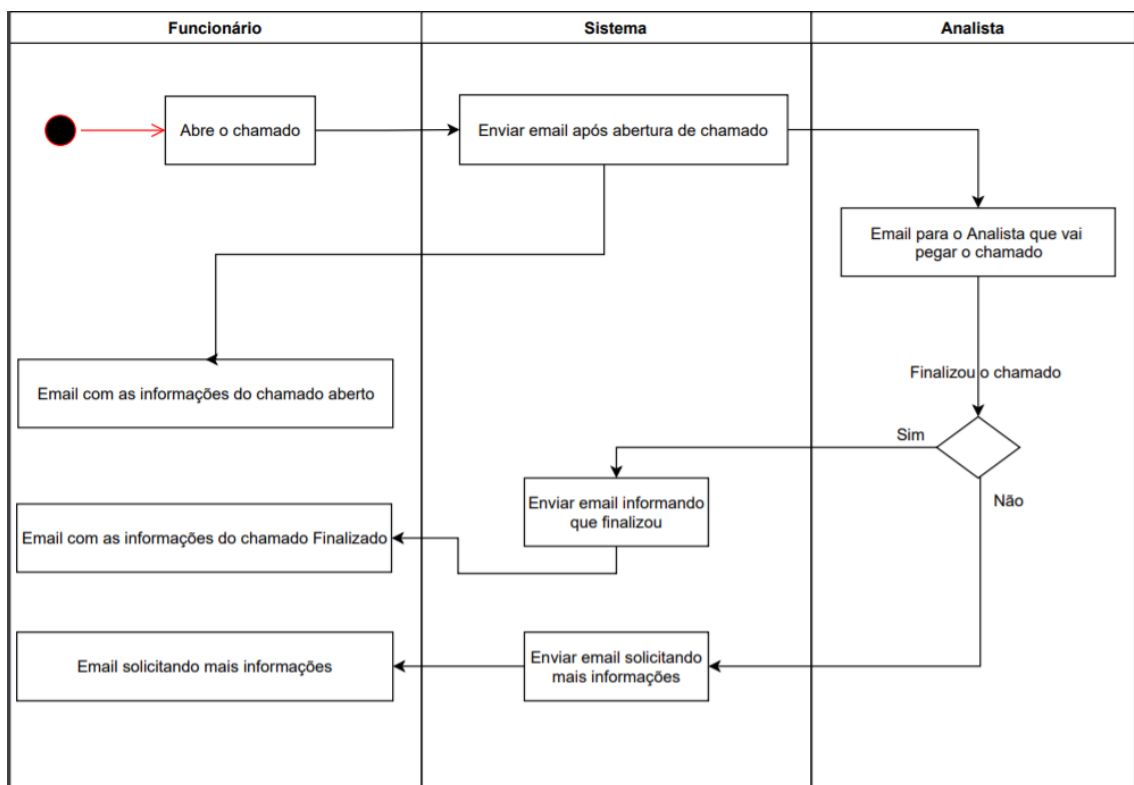 Funcionário
Sistema
Analista
Abre o chamado
Enviar email após abertura de chamado
Email para o Analista que vai
pegar o chamado
Email com as informações do chamado aberto
Finalizou o chamado
Sim
Não
Enviar email informando
que finalizou
Email com as informações do chamado Finalizado
Enviar email solicitando
mais informações
Email solicitando mais informações